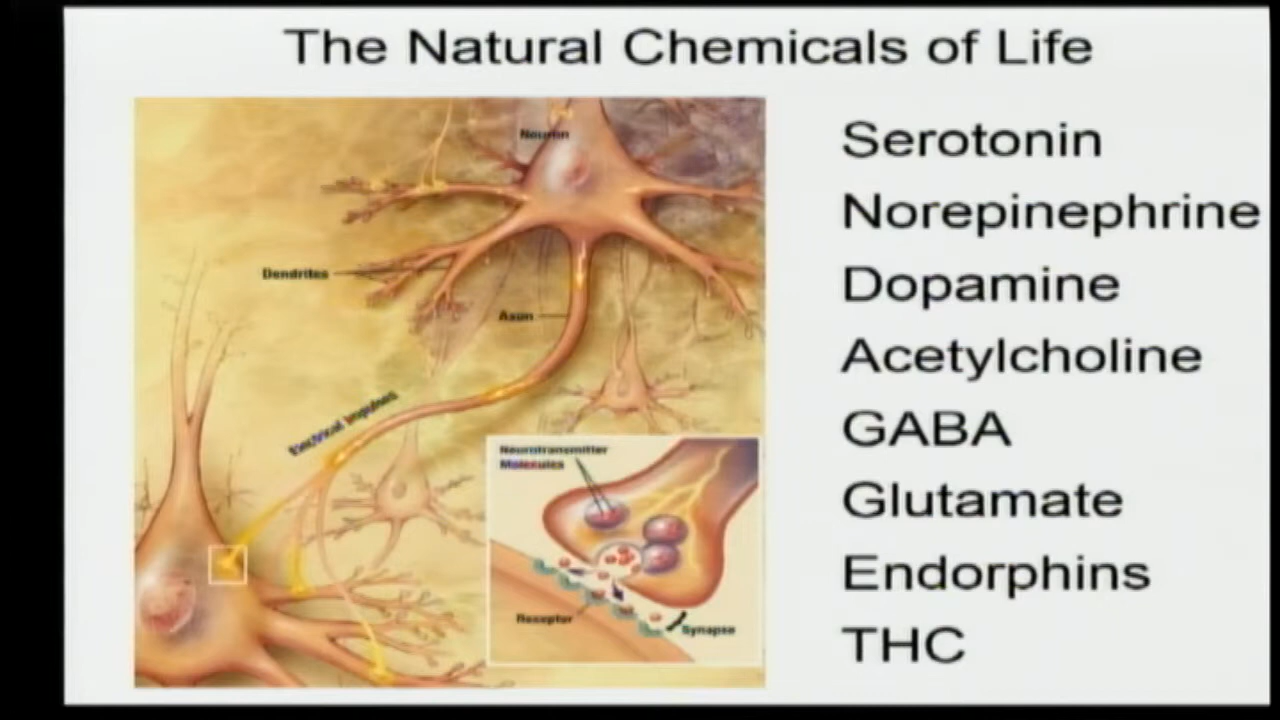 The Natural Chemicals of Life
Neuron
Dendrites
Axon
Electrical Impulses
Neurotransmitter
Molecules
Receptor
Synapse
Serotonin
Norepinephrine
Dopamine
Acetylcholine
GABA
Glutamate
Endorphins
THC